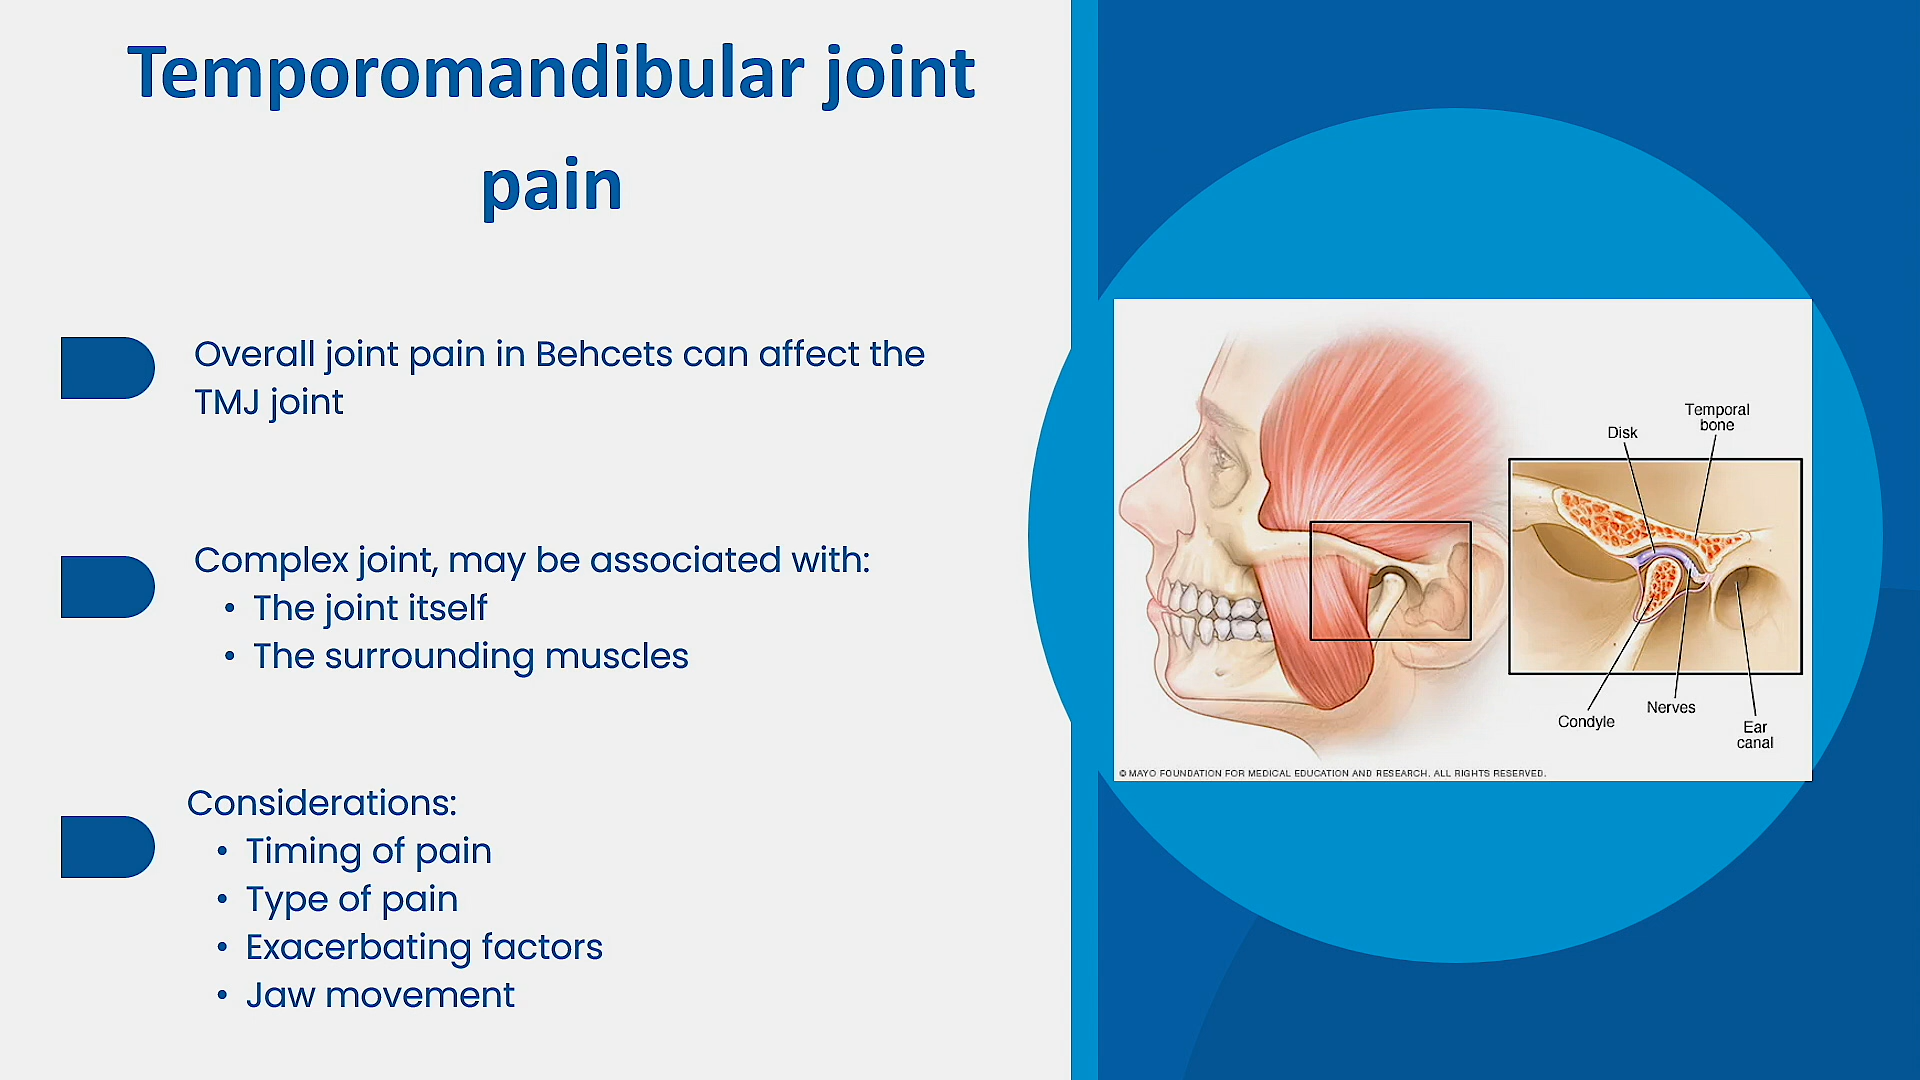 Temporomandibular joint
pain
Overall joint pain in Behcets can affect the
TMJ joint
Complex joint, may be associated with:
• The joint itself
• The surrounding muscles
Considerations:
• Timing of pain
• Type of pain
• Exacerbating factors
• Jaw movement
Disk
Temporal
bone
Condyle
Nerves
Ear
canal
© MAYO FOUNDATION FOR MEDICAL EDUCATION AND RESEARCH. ALL RIGHTS RESERVED.